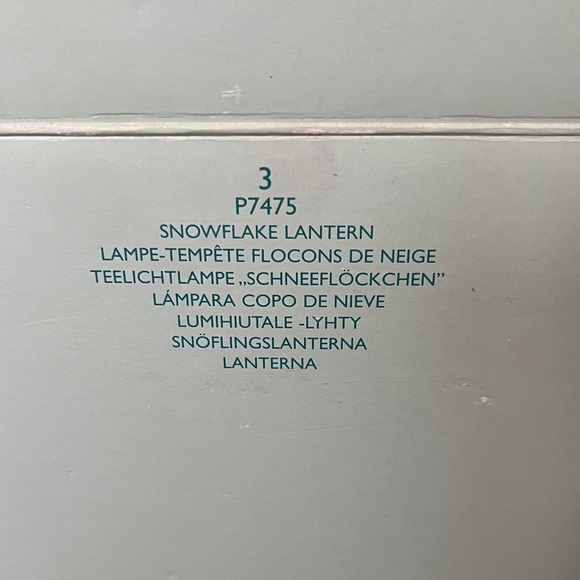 3
P7475
SNOWFLAKE LANTERN
LAMPE-TEMPÊTE FLOCONS DE NEIGE
TEELICHTLAMPE „SCHNEEFLÖCKCHEN”
LÁMPARA COPO DE NIEVE
LUMIHIUTALE -LYHTY
SNÖFLINGSLANTERNA
LANTERNA